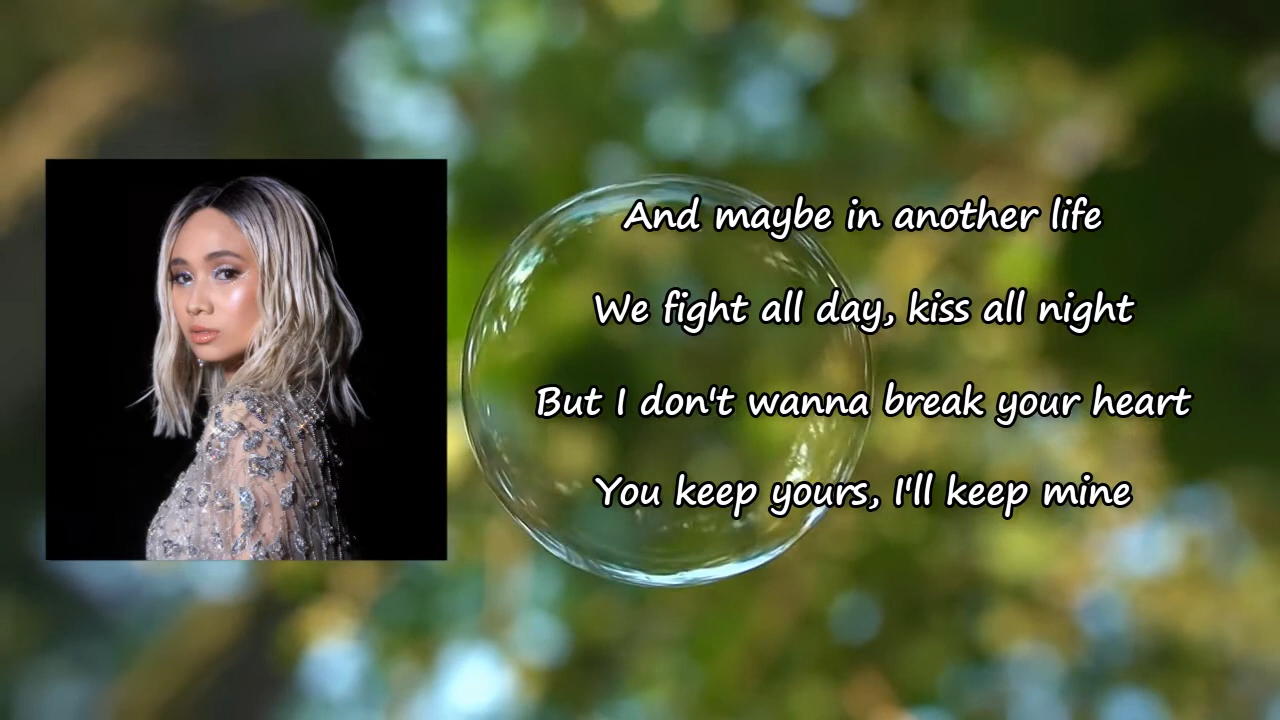 And maybe in another life
We fight all day, kiss all night
But I don't wanna break your heart
You keep yours, I'll keep mine